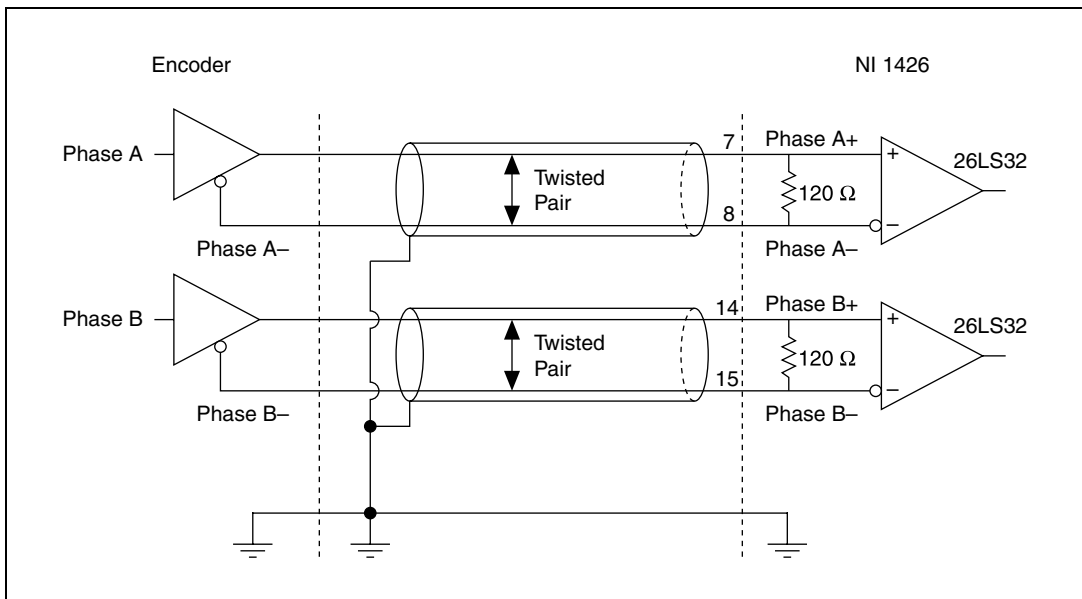 Encoder
NI 1426
Phase A
7
Phase A+
26LS32
+
Twisted
Pair
120 Ω
8
–
Phase A–
Phase A–
Phase B
14
Phase B+
26LS32
+
Twisted
Pair
120 Ω
15
–
Phase B–
Phase B–